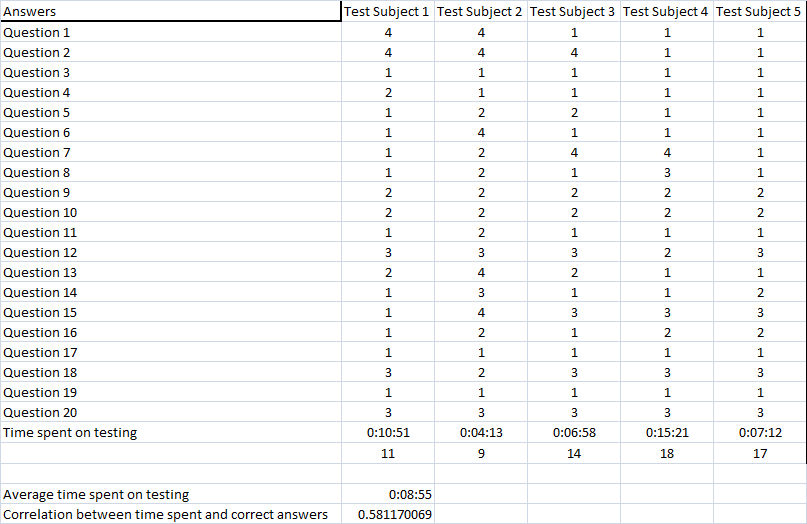 Answers Test Subject 1 Test Subject 2 Test Subject 3 Test Subject 4 Test Subject 5
Question 1 4 4 1 1 1
Question 2 4 4 4 1 1
Question 3 1 1 1 1 1
Question 4 2 1 1 1 1
Question 5 1 2 2 1 1
Question 6 1 4 1 1 1
Question 7 1 2 4 4 1
Question 8 1 2 1 3 1
Question 9 2 2 2 2 2
Question 10 2 2 2 2 2
Question 11 1 2 1 1 1
Question 12 3 3 3 2 3
Question 13 2 4 2 1 1
Question 14 1 3 1 1 2
Question 15 1 4 3 3 3
Question 16 1 2 1 2 2
Question 17 1 1 1 1 1
Question 18 3 2 3 3 3
Question 19 1 1 1 1 1
Question 20 3 3 3 3 3
Time spent on testing 0:10:51 0:04:13 0:06:58 0:15:21 0:07:12
11 9 14 18 17
Average time spent on testing 0:08:55
Correlation between time spent and correct answers 0.581170069